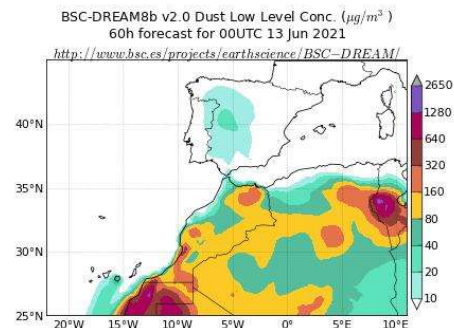 BSC-DREAM8b v2.0 Dust Low Level Conc. (μg/m³ )
60h forecast for 00UTC 13 Jun 2021
http://www.bsc.es/projects/earthscience/BSC−DREAM/
2650
1280
640
320
160
80
40
20
10
40°N
35°N
30°N
25°N
20°W
15°W
10°W
5°W
0°
5°E
10°E